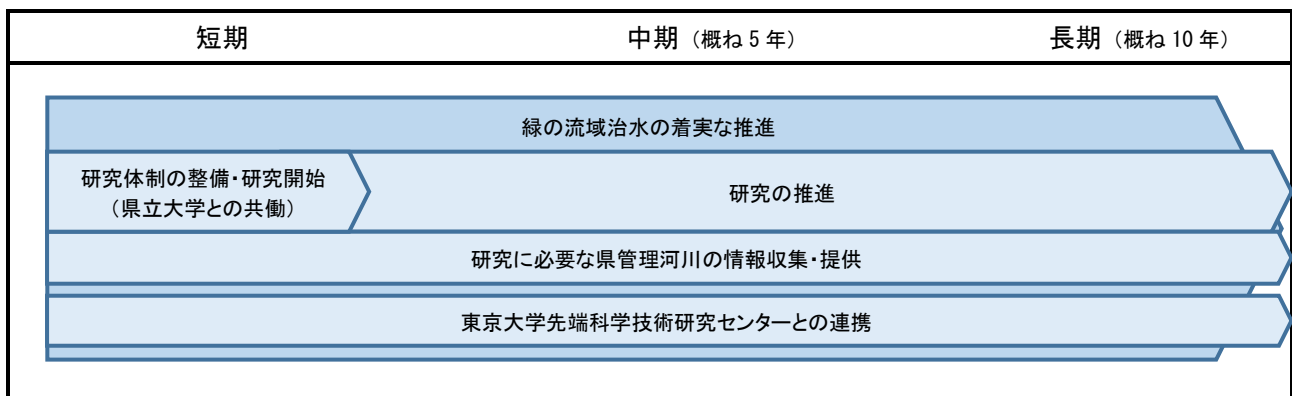 短期
中期（概ね5年）
長期（概ね10年）
緑の流域治水の着実な推進
研究体制の整備・研究開始
（県立大学との共働）
研究の推進
研究に必要な県管理河川の情報収集・提供
東京大学先端科学技術研究センターとの連携